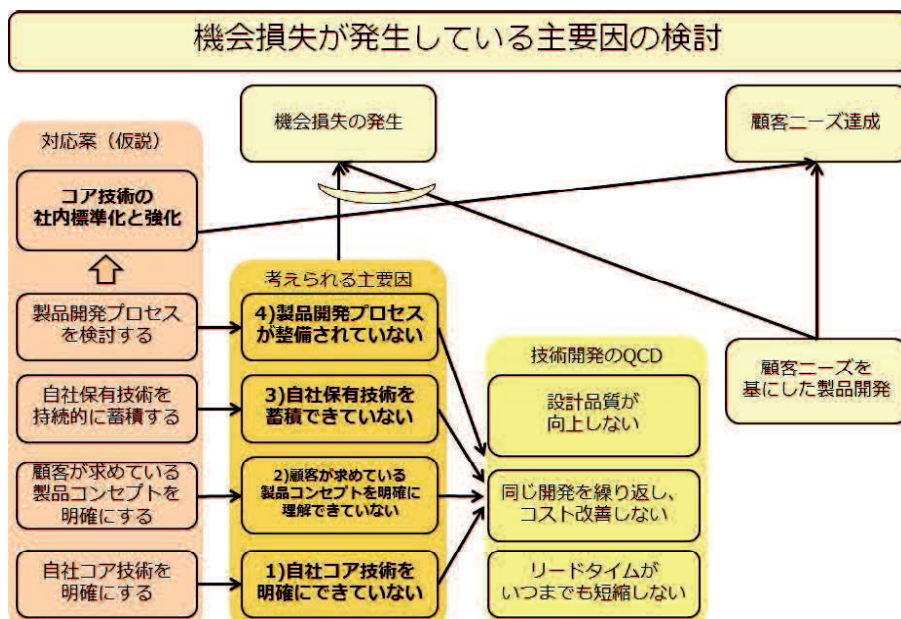 機会損失が発生している主要因の検討
機会損失の発生
顧客ニーズ達成
対応案（仮説）
コア技術の
社内標準化と強化
製品開発プロセス
を検討する
自社保有技術を
持続的に蓄積する
顧客が求めている
製品コンセプトを
明確にする
自社コア技術を
明確にする
考えられる主要因
4)製品開発プロセス
が整備されていない
3)自社保有技術を
蓄積できていない
2)顧客が求めている
製品コンセプトを明確に
理解できていない
1)自社コア技術を
明確にできていない
技術開発のQCD
設計品質が
向上しない
同じ開発を繰り返し、
コスト改善しない
リードタイムが
いつまでも短縮しない
顧客ニーズを
基にした製品開発